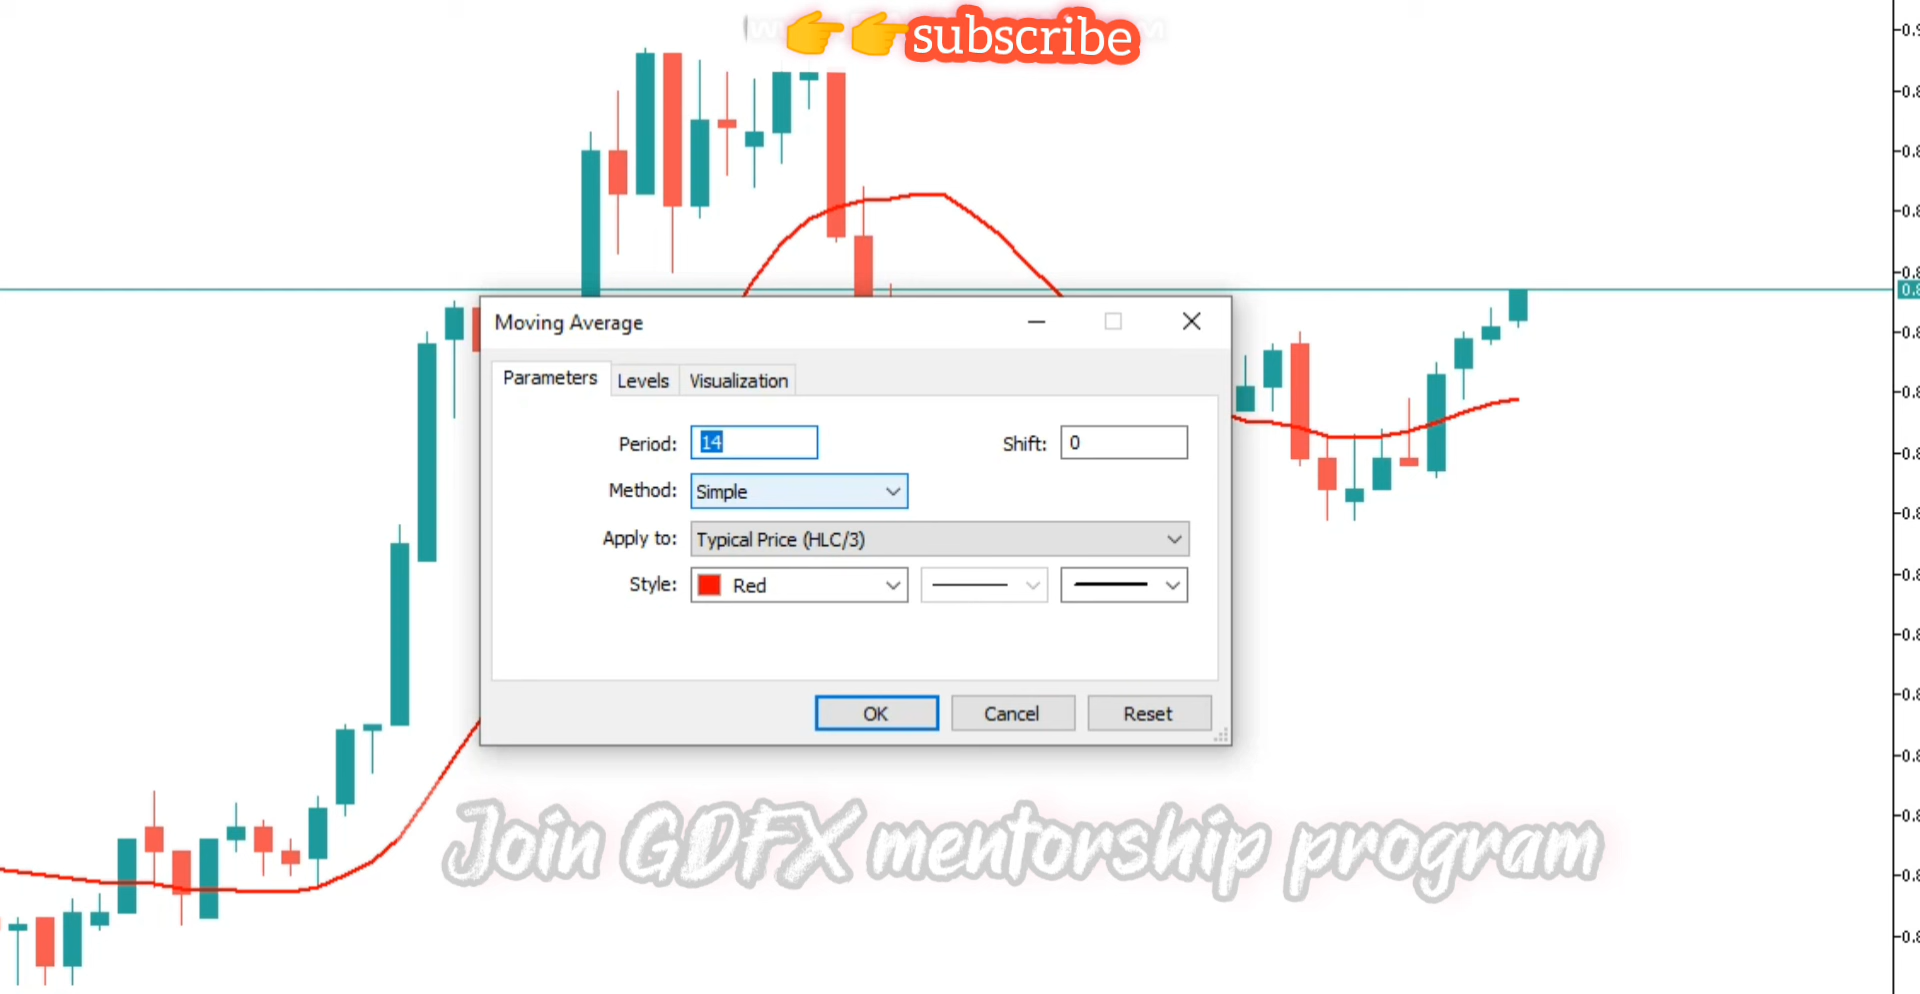 👉👉subscribe
Moving Average
Parameters Levels Visualization
Period: 14 Shift: 0
Method: Simple
Apply to: Typical Price (HLC/3)
Style: Red
OK Cancel Reset
Join GDFX mentorship program